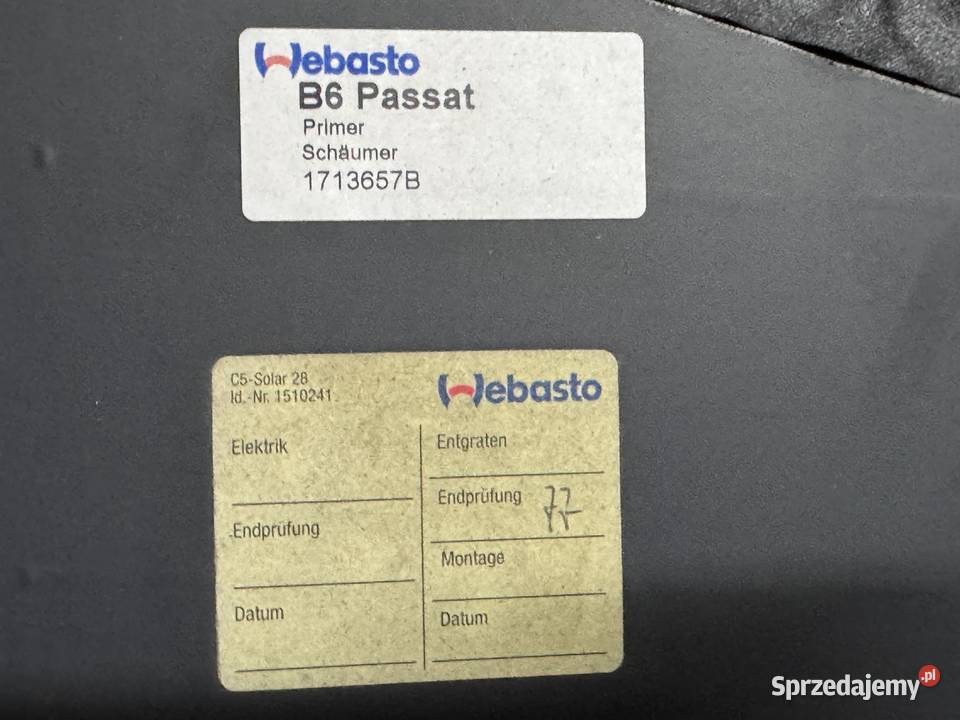 Webasto
B6 Passat
Primer
Schäumer
1713657B
C5-Solar 28
Id.-Nr. 1510241
Webasto
Elektrik
Endprüfung
Datum
Entgraten
Endprüfung
Montage
Datum
Sprzedajemy.pl